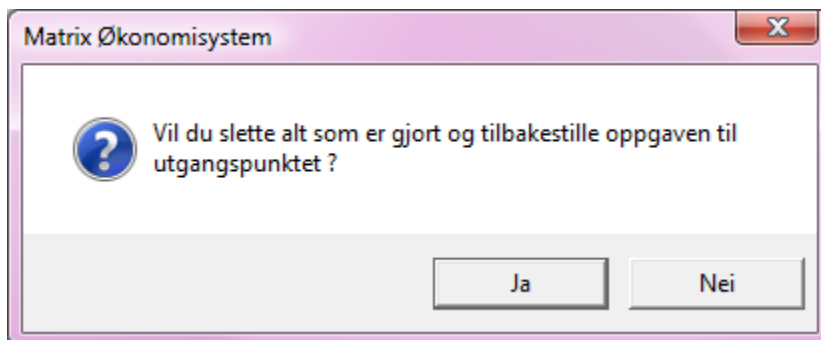 Matrix Økonomisystem
Vil du slette alt som er gjort og tilbakestille oppgaven til
utgangspunktet ?
Ja
Nei